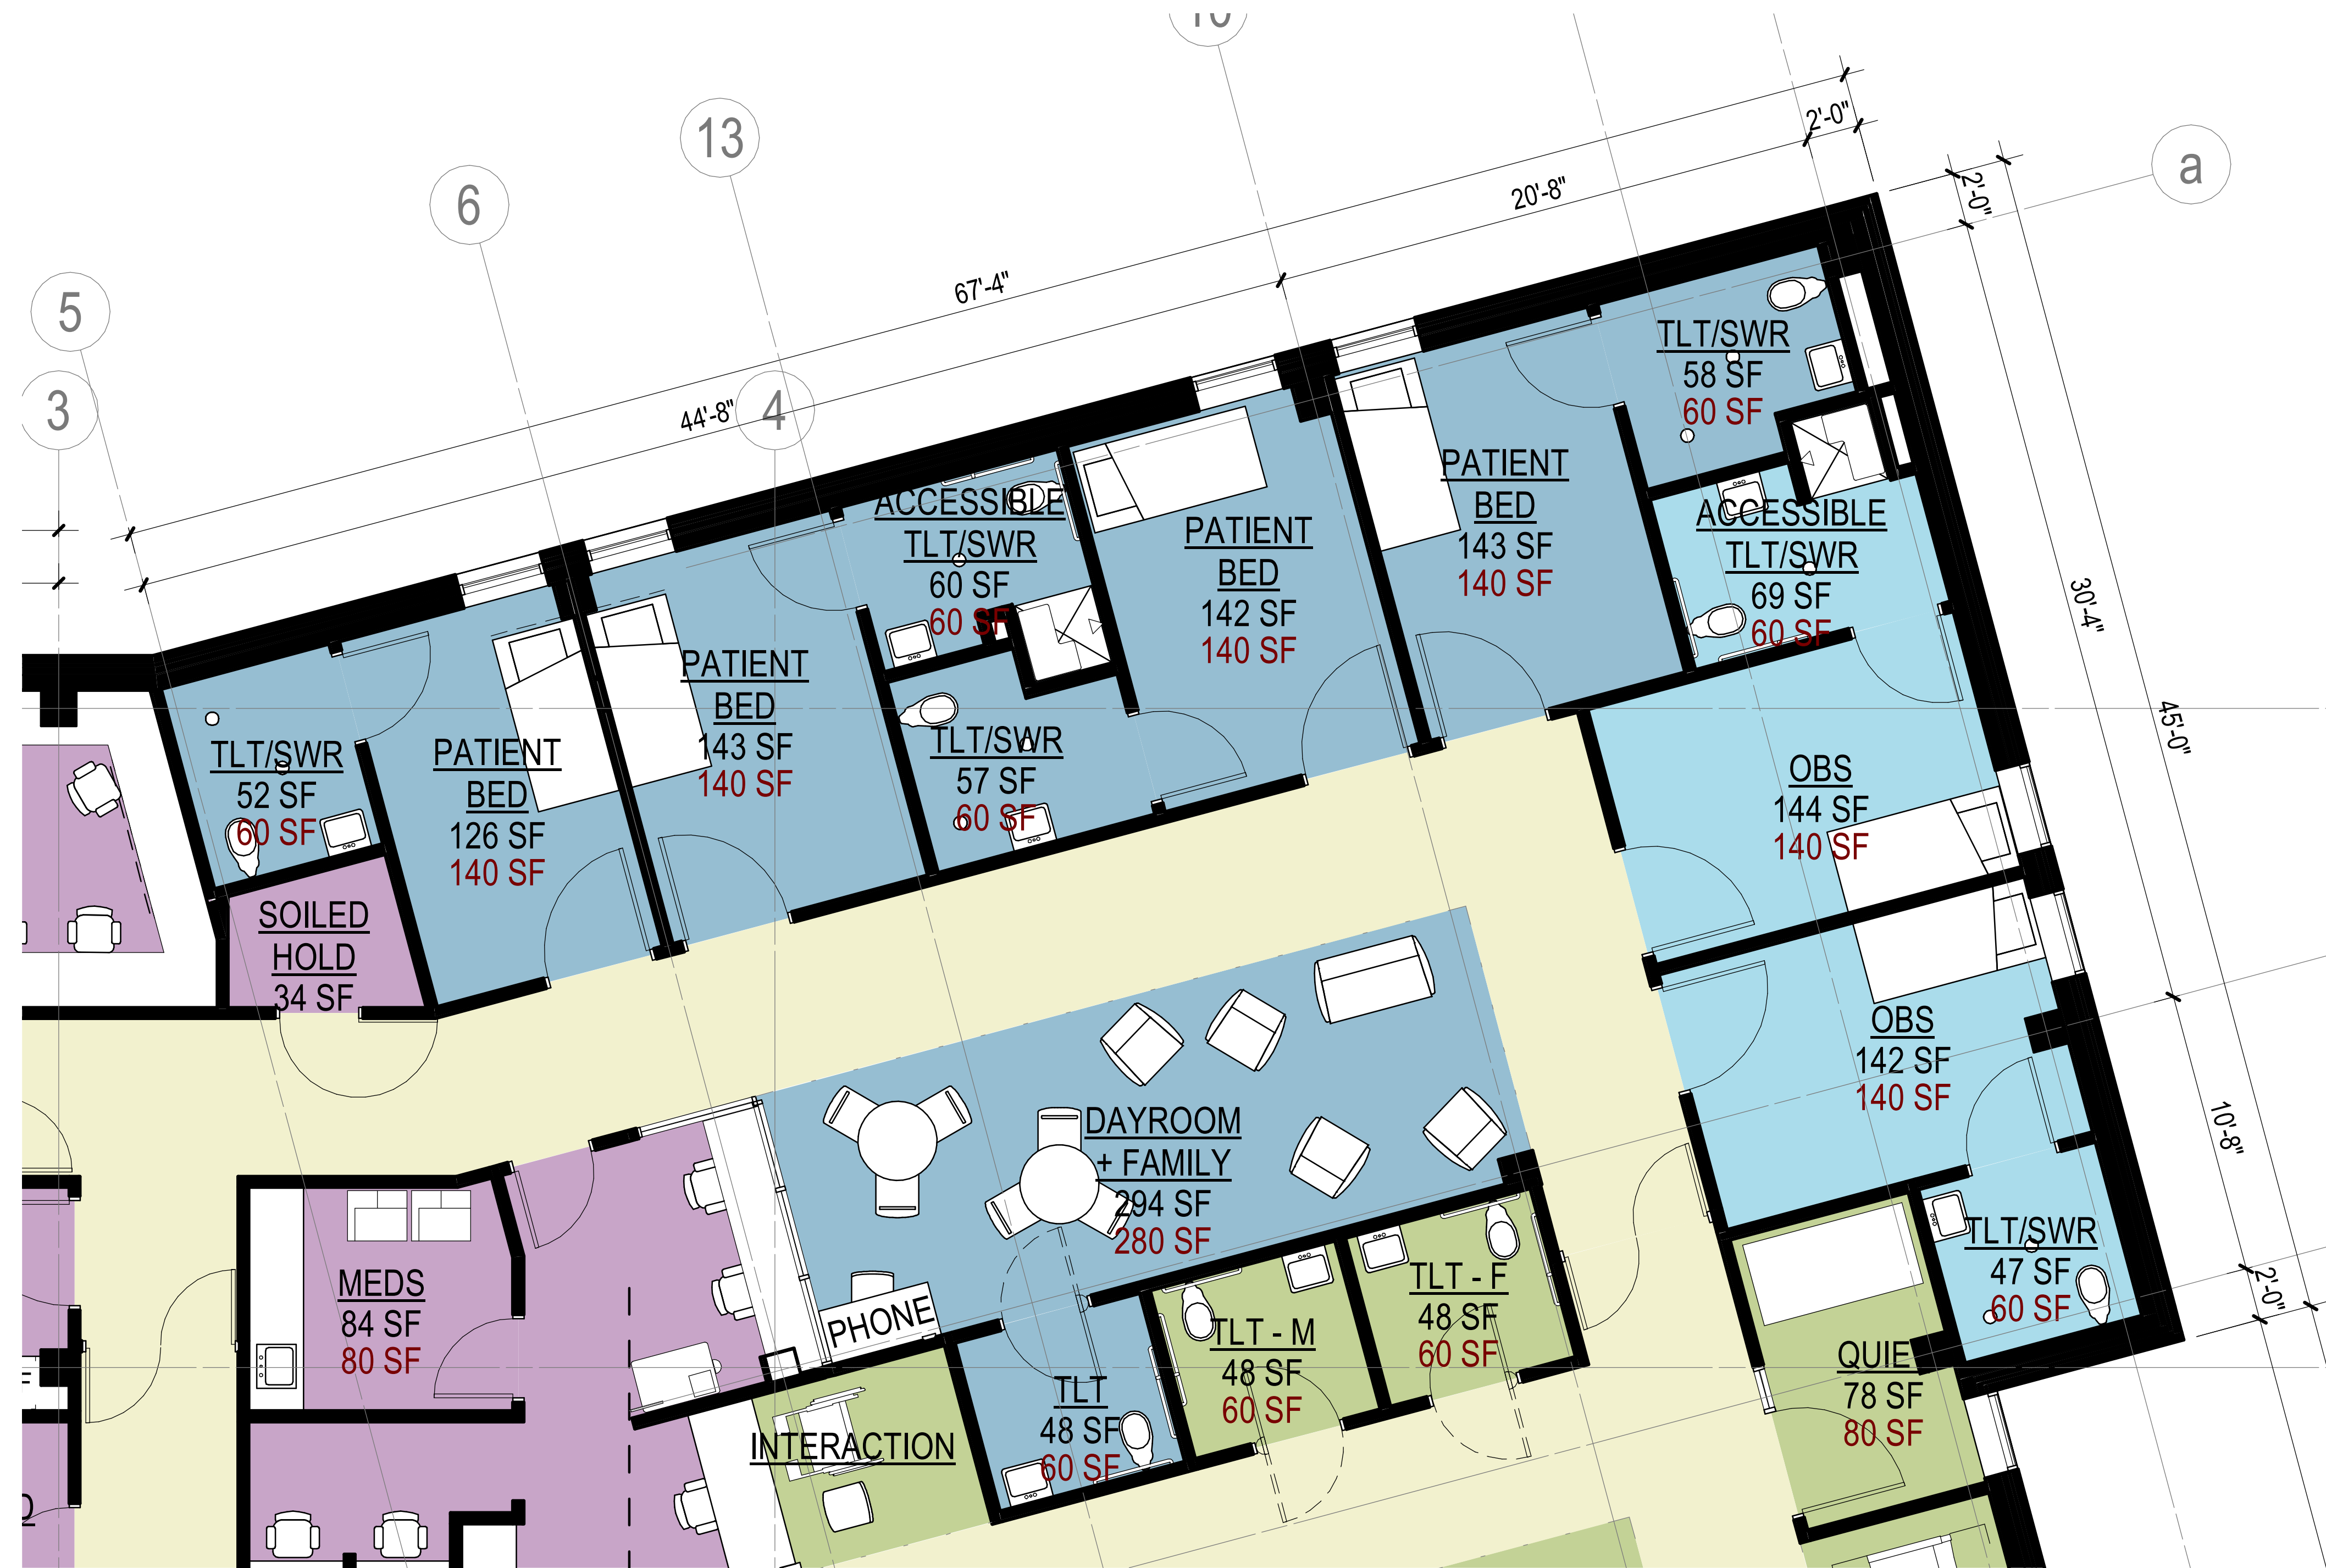 10
13
6
5
3
4
a
2'-0"
20'-8"
67'-4"
44'-8"
2'-0"
30'-4"
45'-0"
10'-8"
2'-0"
TLT/SWR
58 SF
60 SF
PATIENT
BED
143 SF
140 SF
ACCESSIBLE
TLT/SWR
69 SF
60 SF
ACCESSIBLE
TLT/SWR
60 SF
60 SF
PATIENT
BED
142 SF
140 SF
PATIENT
BED
143 SF
140 SF
TLT/SWR
57 SF
60 SF
TLT/SWR
52 SF
60 SF
PATIENT
BED
126 SF
140 SF
OBS
144 SF
140 SF
SOILED
HOLD
34 SF
OBS
142 SF
140 SF
DAYROOM
+ FAMILY
294 SF
280 SF
TLT/SWR
47 SF
60 SF
MEDS
84 SF
80 SF
PHONE
TLT - M
48 SF
60 SF
TLT - F
48 SF
60 SF
QUIE
78 SF
80 SF
TLT
48 SF
60 SF
INTERACTION